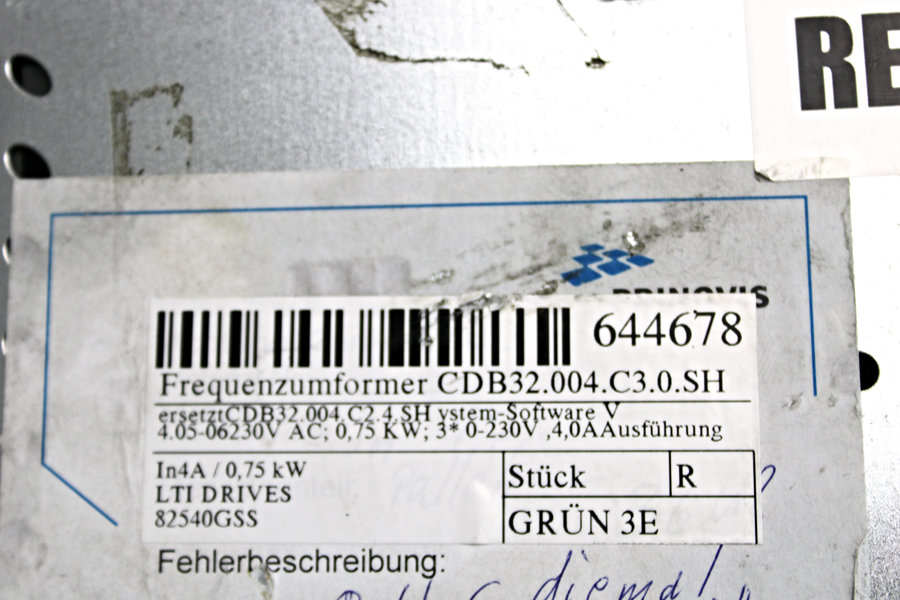 RE
PRINOVIS
644678
Frequenzumformer CDB32.004.C3.0.SH
ersetztCDB32.004.C2.4.SH ystem-Software V
4.05-06230V AC; 0,75 KW; 3* 0-230V ,4,0AAusführung
In4A / 0,75 kW
LTI DRIVES
82540GSS
Stück R
GRÜN 3E
Fehlerbeschreibung: